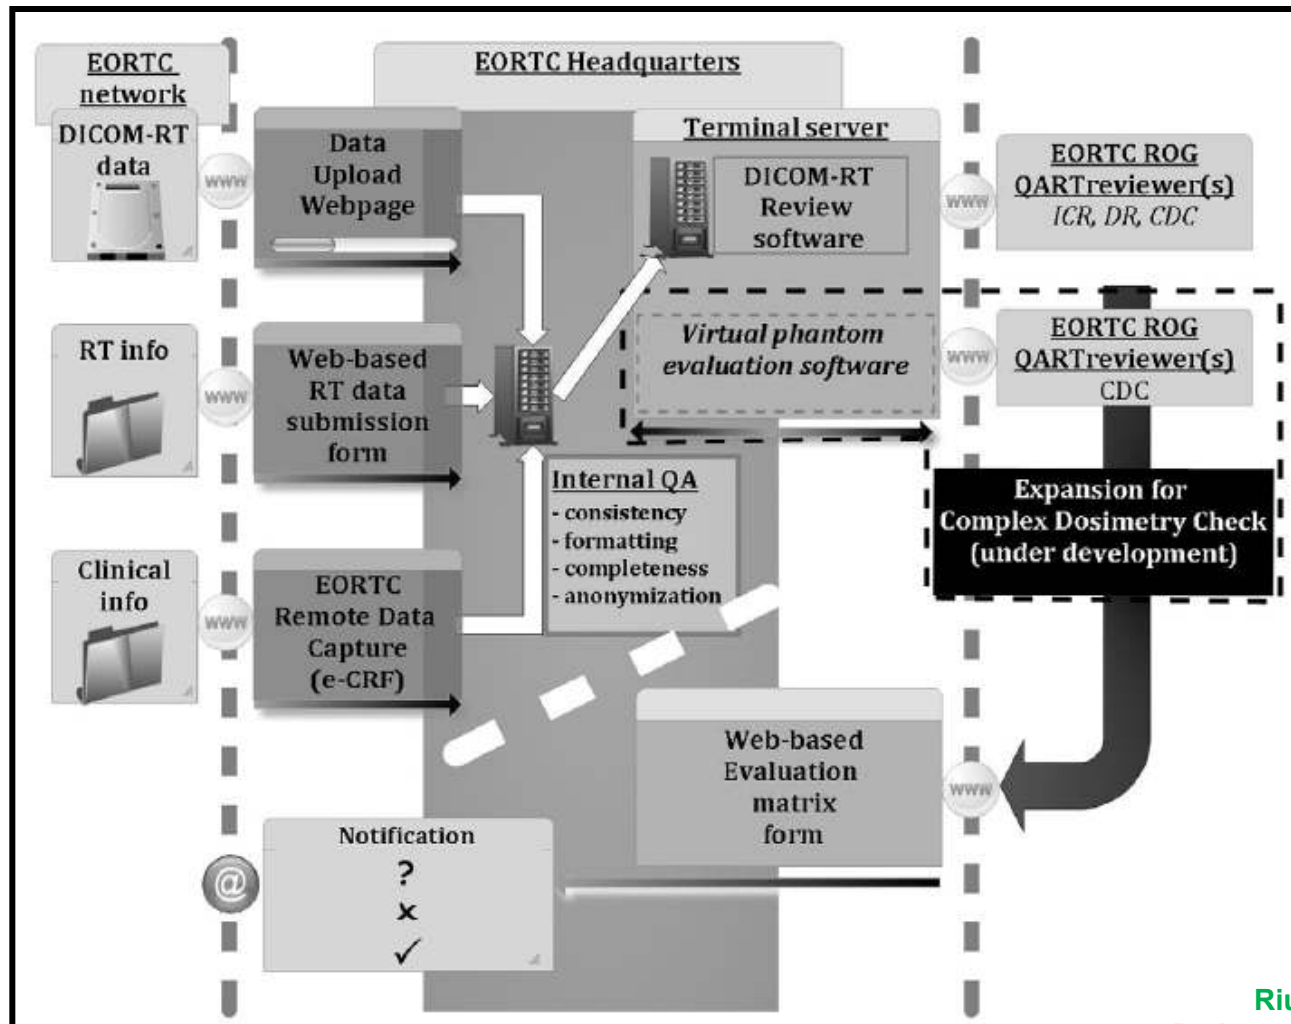 EORTC
network
EORTC Headquarters
DICOM-RT
data
www
Data
Upload
Webpage
Terminal server
DICOM-RT
Review
software
www
EORTC ROG
QARTreviewer(s)
ICR, DR, CDC
RT info
www
Web-based
RT data
submission
form
Virtual phantom
evaluation software
www
EORTC ROG
QARTreviewer(s)
CDC
Internal QA
- consistency
- formatting
- completeness
- anonymization
Expansion for
Complex Dosimetry Check
(under development)
Clinical
info
www
EORTC
Remote Data
Capture
(e-CRF)
Web-based
Evaluation
matrix
form
www
@
Notification
?
x
✓